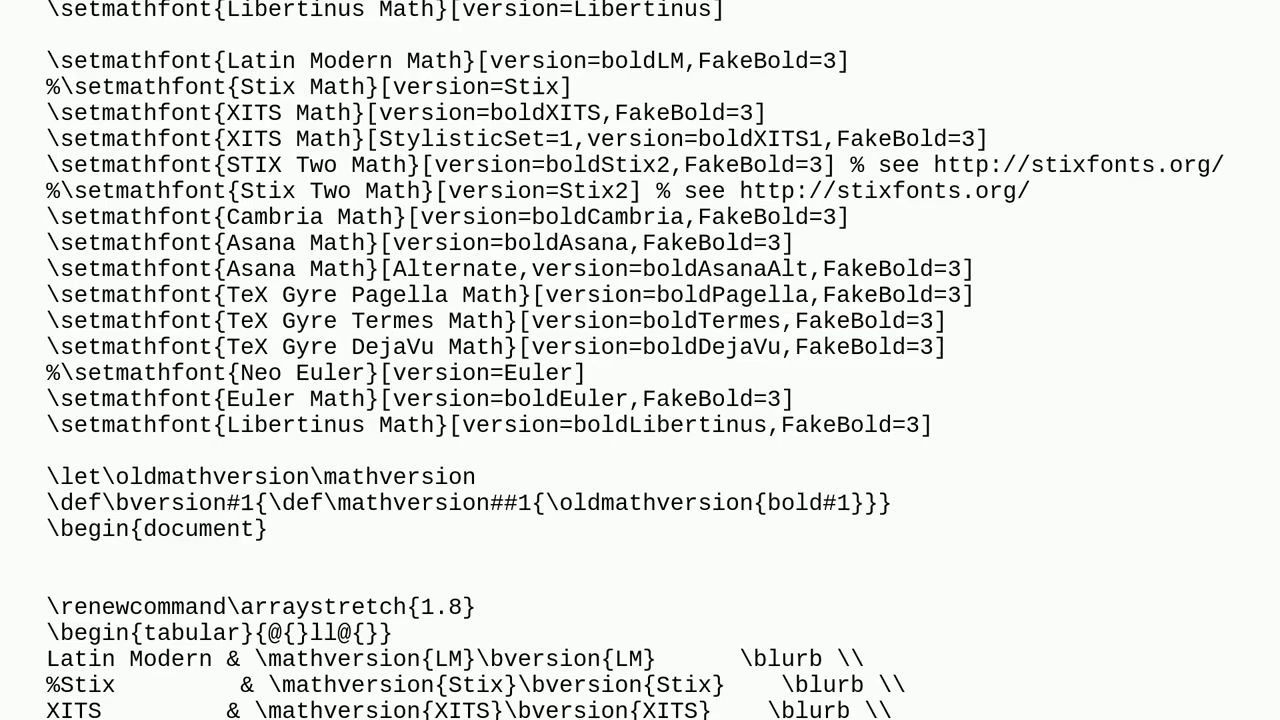 \setmathfont{Libertinus Math}[version=Libertinus]

\setmathfont{Latin Modern Math}[version=boldLM,FakeBold=3]
%\setmathfont{Stix Math}[version=Stix]
\setmathfont{XITS Math}[version=boldXITS,FakeBold=3]
\setmathfont{XITS Math}[StylisticSet=1,version=boldXITS1,FakeBold=3]
\setmathfont{STIX Two Math}[version=boldStix2,FakeBold=3] % see http://stixfonts.org/
%\setmathfont{Stix Two Math}[version=Stix2] % see http://stixfonts.org/
\setmathfont{Cambria Math}[version=boldCambria,FakeBold=3]
\setmathfont{Asana Math}[version=boldAsana,FakeBold=3]
\setmathfont{Asana Math}[Alternate,version=boldAsanaAlt,FakeBold=3]
\setmathfont{TeX Gyre Pagella Math}[version=boldPagella,FakeBold=3]
\setmathfont{TeX Gyre Termes Math}[version=boldTermes,FakeBold=3]
\setmathfont{TeX Gyre DejaVu Math}[version=boldDejaVu,FakeBold=3]
%\setmathfont{Neo Euler}[version=Euler]
\setmathfont{Euler Math}[version=boldEuler,FakeBold=3]
\setmathfont{Libertinus Math}[version=boldLibertinus,FakeBold=3]

\let\oldmathversion\mathversion
\def\bversion#1{\def\mathversion##1{\oldmathversion{bold#1}}}
\begin{document}


\renewcommand\arraystretch{1.8}
\begin{tabular}{@{}ll@{}}
Latin Modern & \mathversion{LM}\bversion{LM}      \blurb \\
%Stix         & \mathversion{Stix}\bversion{Stix}    \blurb \\
XITS         & \mathversion{XITS}\bversion{XITS}    \blurb \\